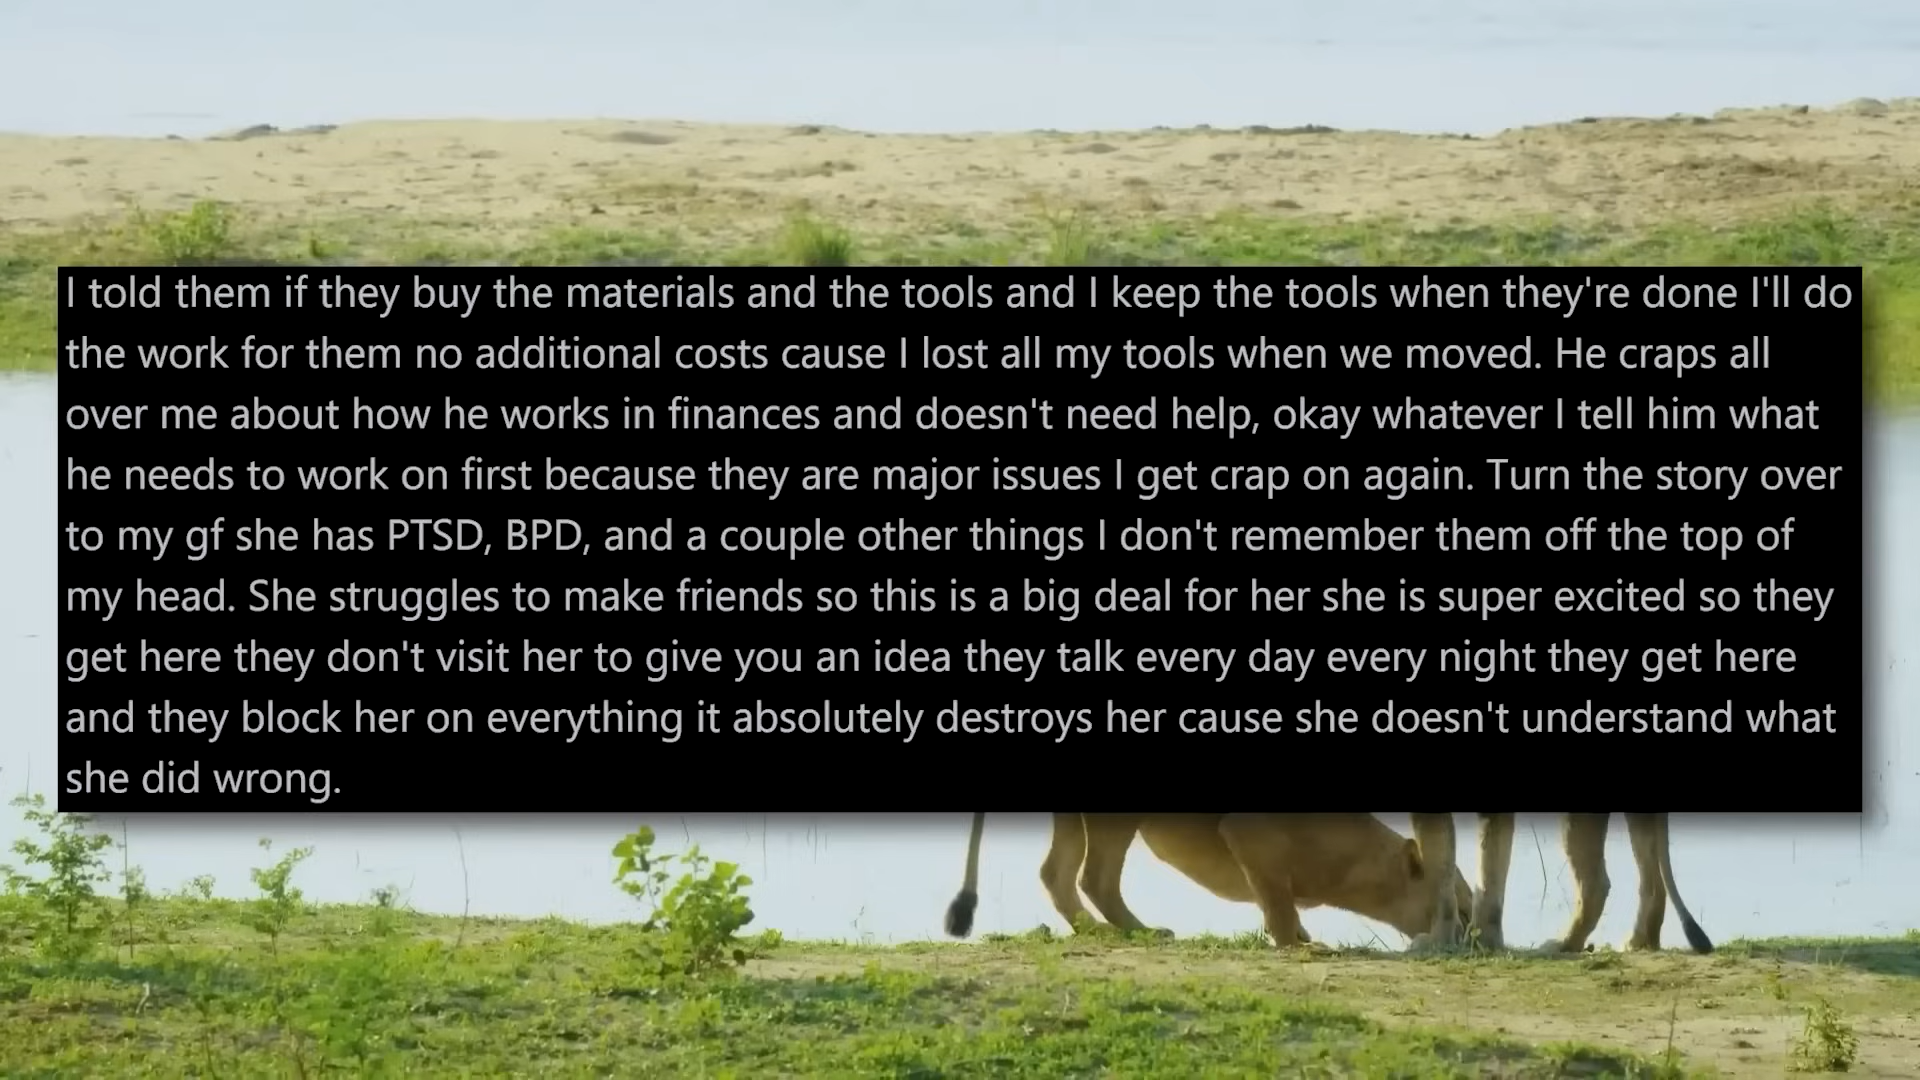 I told them if they buy the materials and the tools and I keep the tools when they're done I'll do
the work for them no additional costs cause I lost all my tools when we moved. He craps all
over me about how he works in finances and doesn't need help, okay whatever I tell him what
he needs to work on first because they are major issues I get crap on again. Turn the story over
to my gf she has PTSD, BPD, and a couple other things I don't remember them off the top of
my head. She struggles to make friends so this is a big deal for her she is super excited so they
get here they don't visit her to give you an idea they talk every day every night they get here
and they block her on everything it absolutely destroys her cause she doesn't understand what
she did wrong.